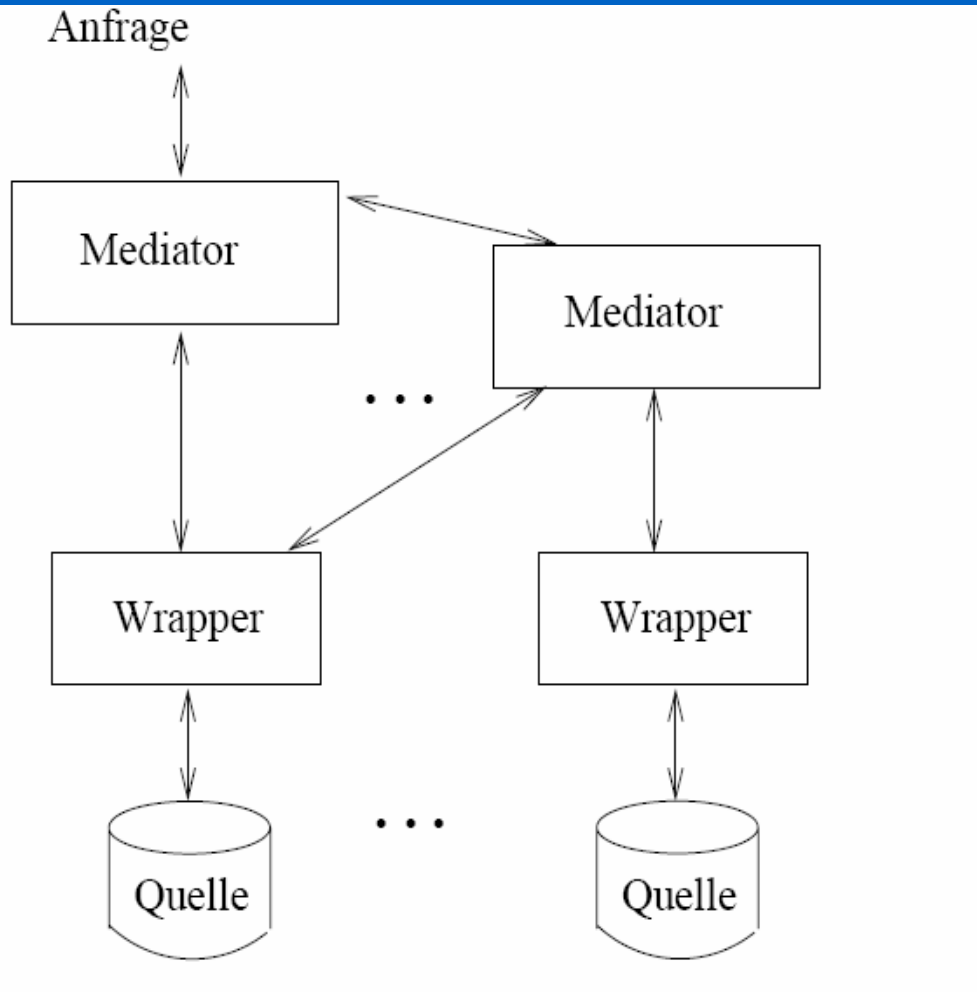 Anfrage
Mediator
Mediator
. . .
Wrapper
Wrapper
. . .
Quelle
Quelle